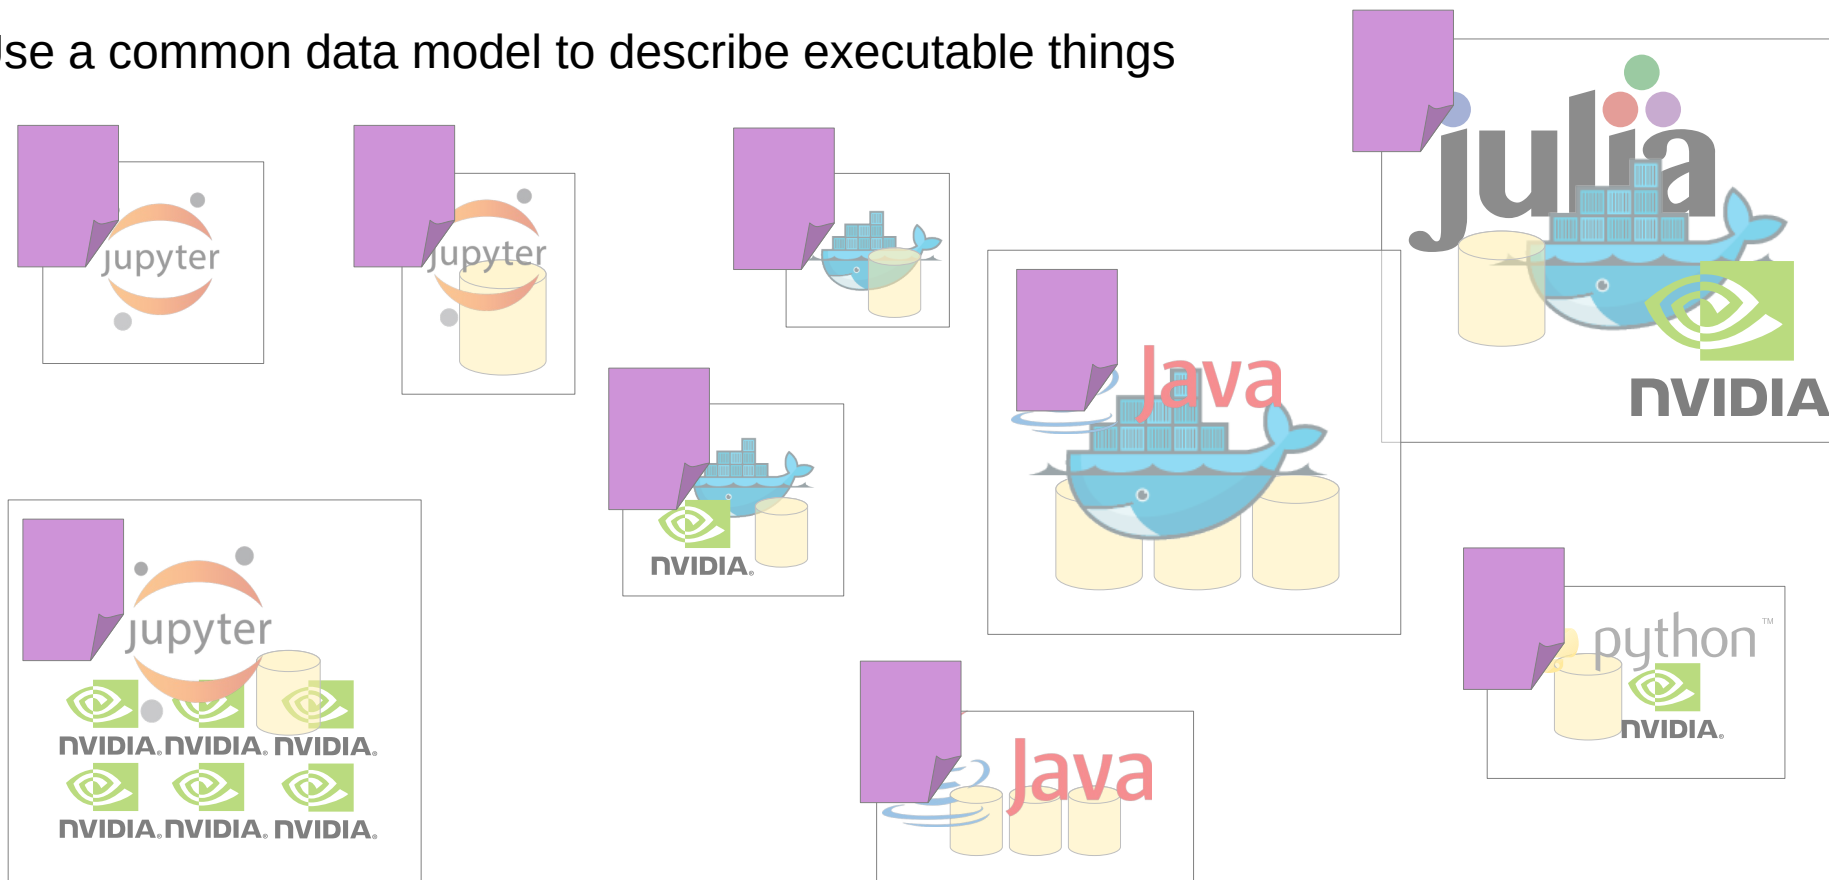 se a common data model to describe executable things
julia
jupyter
jupyter
Java
NVIDIA
NVIDIA.
jupyter
python™
NVIDIA.
NVIDIA. NVIDIA. NVIDIA.
NVIDIA. NVIDIA. NVIDIA.
Java